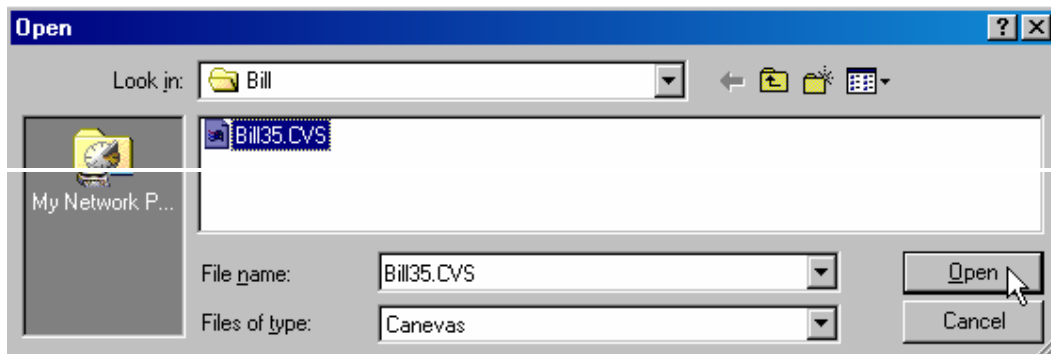 Open
Look in: Bill
Bill35.CVS
My Network P...
File name: Bill35.CVS
Open
Files of type: Canevas
Cancel